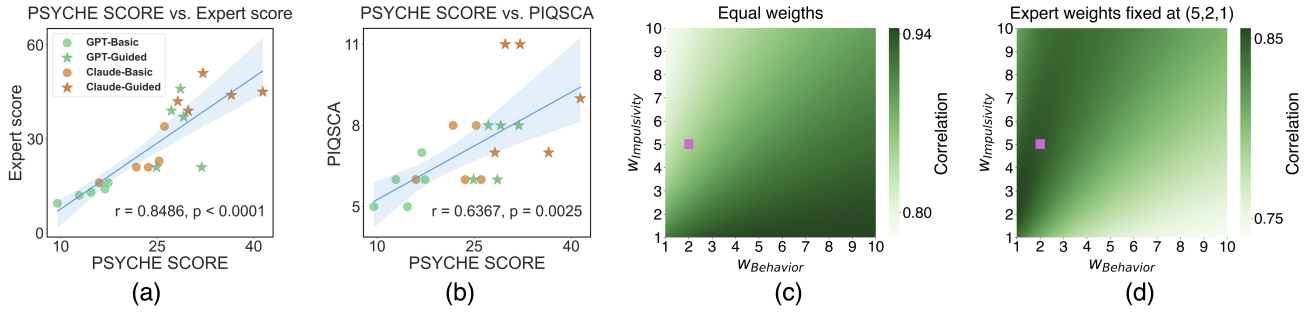 PSYCHE SCORE vs. Expert score
60
30
0
Expert score
GPT-Basic
GPT-Guided
Claude-Basic
Claude-Guided
r = 0.8486, p < 0.0001
10 25 40
PSYCHE SCORE
(a)
PSYCHE SCORE vs. PIQSCA
11
8
5
PIQSCA
r = 0.6367, p = 0.0025
10 25 40
PSYCHE SCORE
(b)
Equal weigths
10
9
8
7
6
5
4
3
2
1
wImpulsivity
1 2 3 4 5 6 7 8 9 10
wBehavior
0.94
0.80
Correlation
(c)
Expert weights fixed at (5,2,1)
10
9
8
7
6
5
4
3
2
1
wImpulsivity
1 2 3 4 5 6 7 8 9 10
wBehavior
0.85
0.75
Correlation
(d)